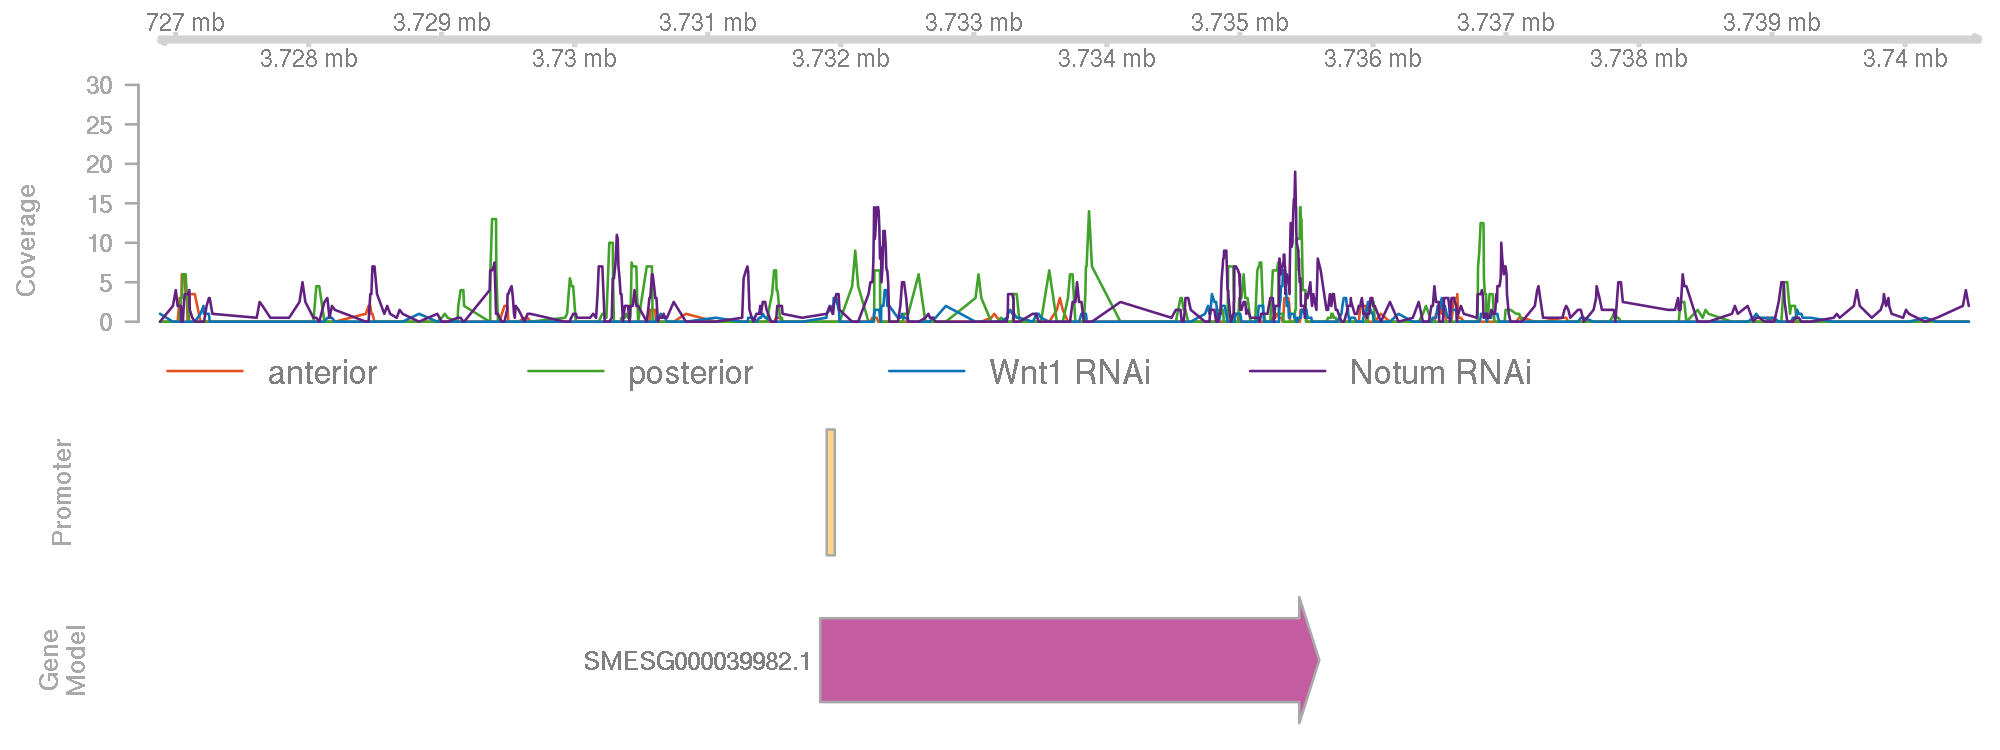 727 mb 3.729 mb 3.731 mb 3.733 mb 3.735 mb 3.737 mb 3.739 mb
3.728 mb 3.73 mb 3.732 mb 3.734 mb 3.736 mb 3.738 mb 3.74 mb
30
25
20
15
10
5
0
Coverage
anterior posterior Wnt1 RNAi Notum RNAi
Promoter
Gene
Model
SMESG000039982.1